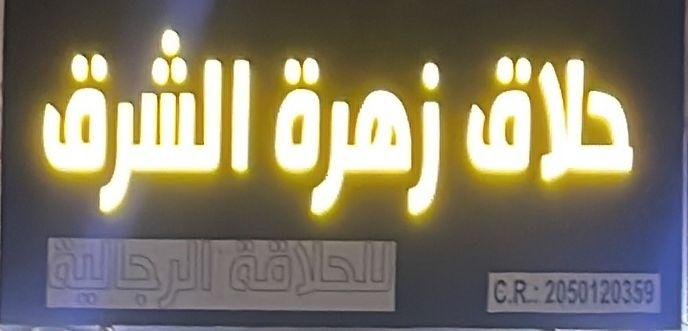 حلاق زهرة الشرق
للحلاقة الرجالية
C.R.: 2050120359